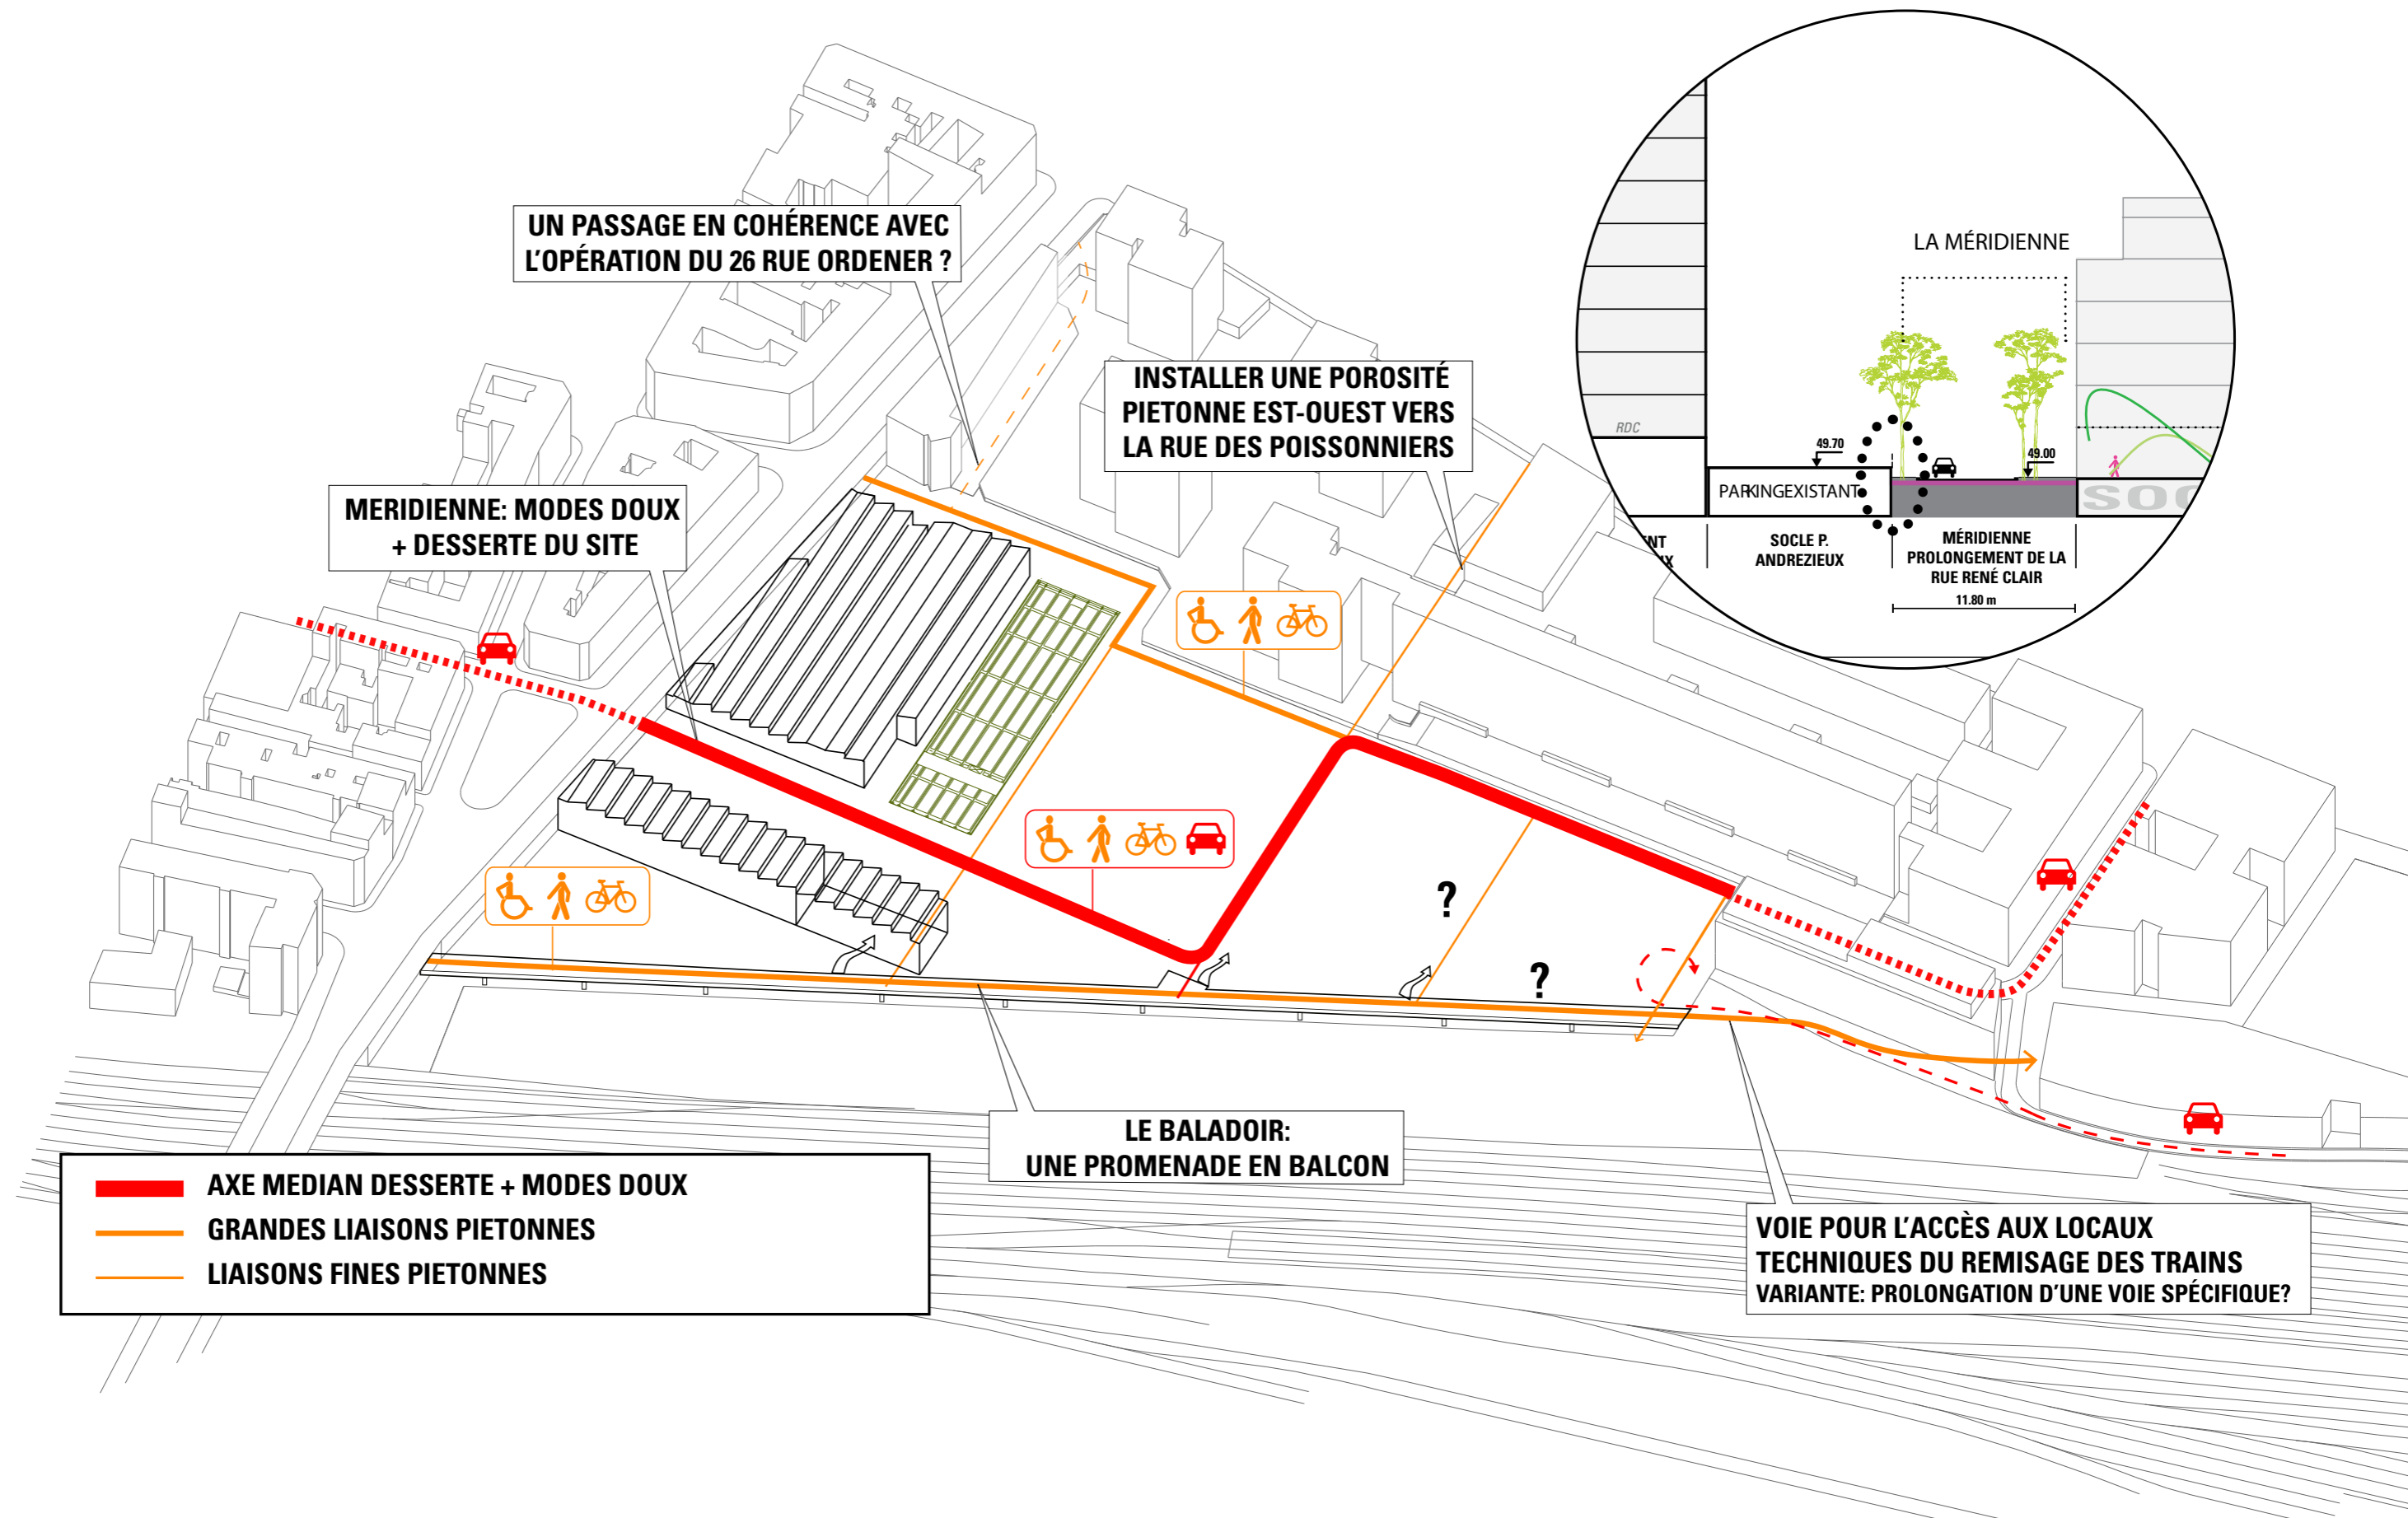 UN PASSAGE EN COHÉRENCE AVEC
L'OPÉRATION DU 26 RUE ORDENER ?
INSTALLER UNE POROSITÉ
PIETONNE EST-OUEST VERS
LA RUE DES POISSONNIERS
MERIDIENNE: MODES DOUX
+ DESSERTE DU SITE
LA MÉRIDIENNE
RDC
49.70
49.00
PARKINGEXISTANT
SOC
NT
X
SOCLE P.
ANDREZIEUX
MÉRIDIENNE
PROLONGEMENT DE LA
RUE RENÉ CLAIR
11.80 m
?
?
LE BALADOIR:
UNE PROMENADE EN BALCON
VOIE POUR L'ACCÈS AUX LOCAUX
TECHNIQUES DU REMISAGE DES TRAINS
VARIANTE: PROLONGATION D'UNE VOIE SPÉCIFIQUE?
AXE MEDIAN DESSERTE + MODES DOUX
GRANDES LIAISONS PIETONNES
LIAISONS FINES PIETONNES